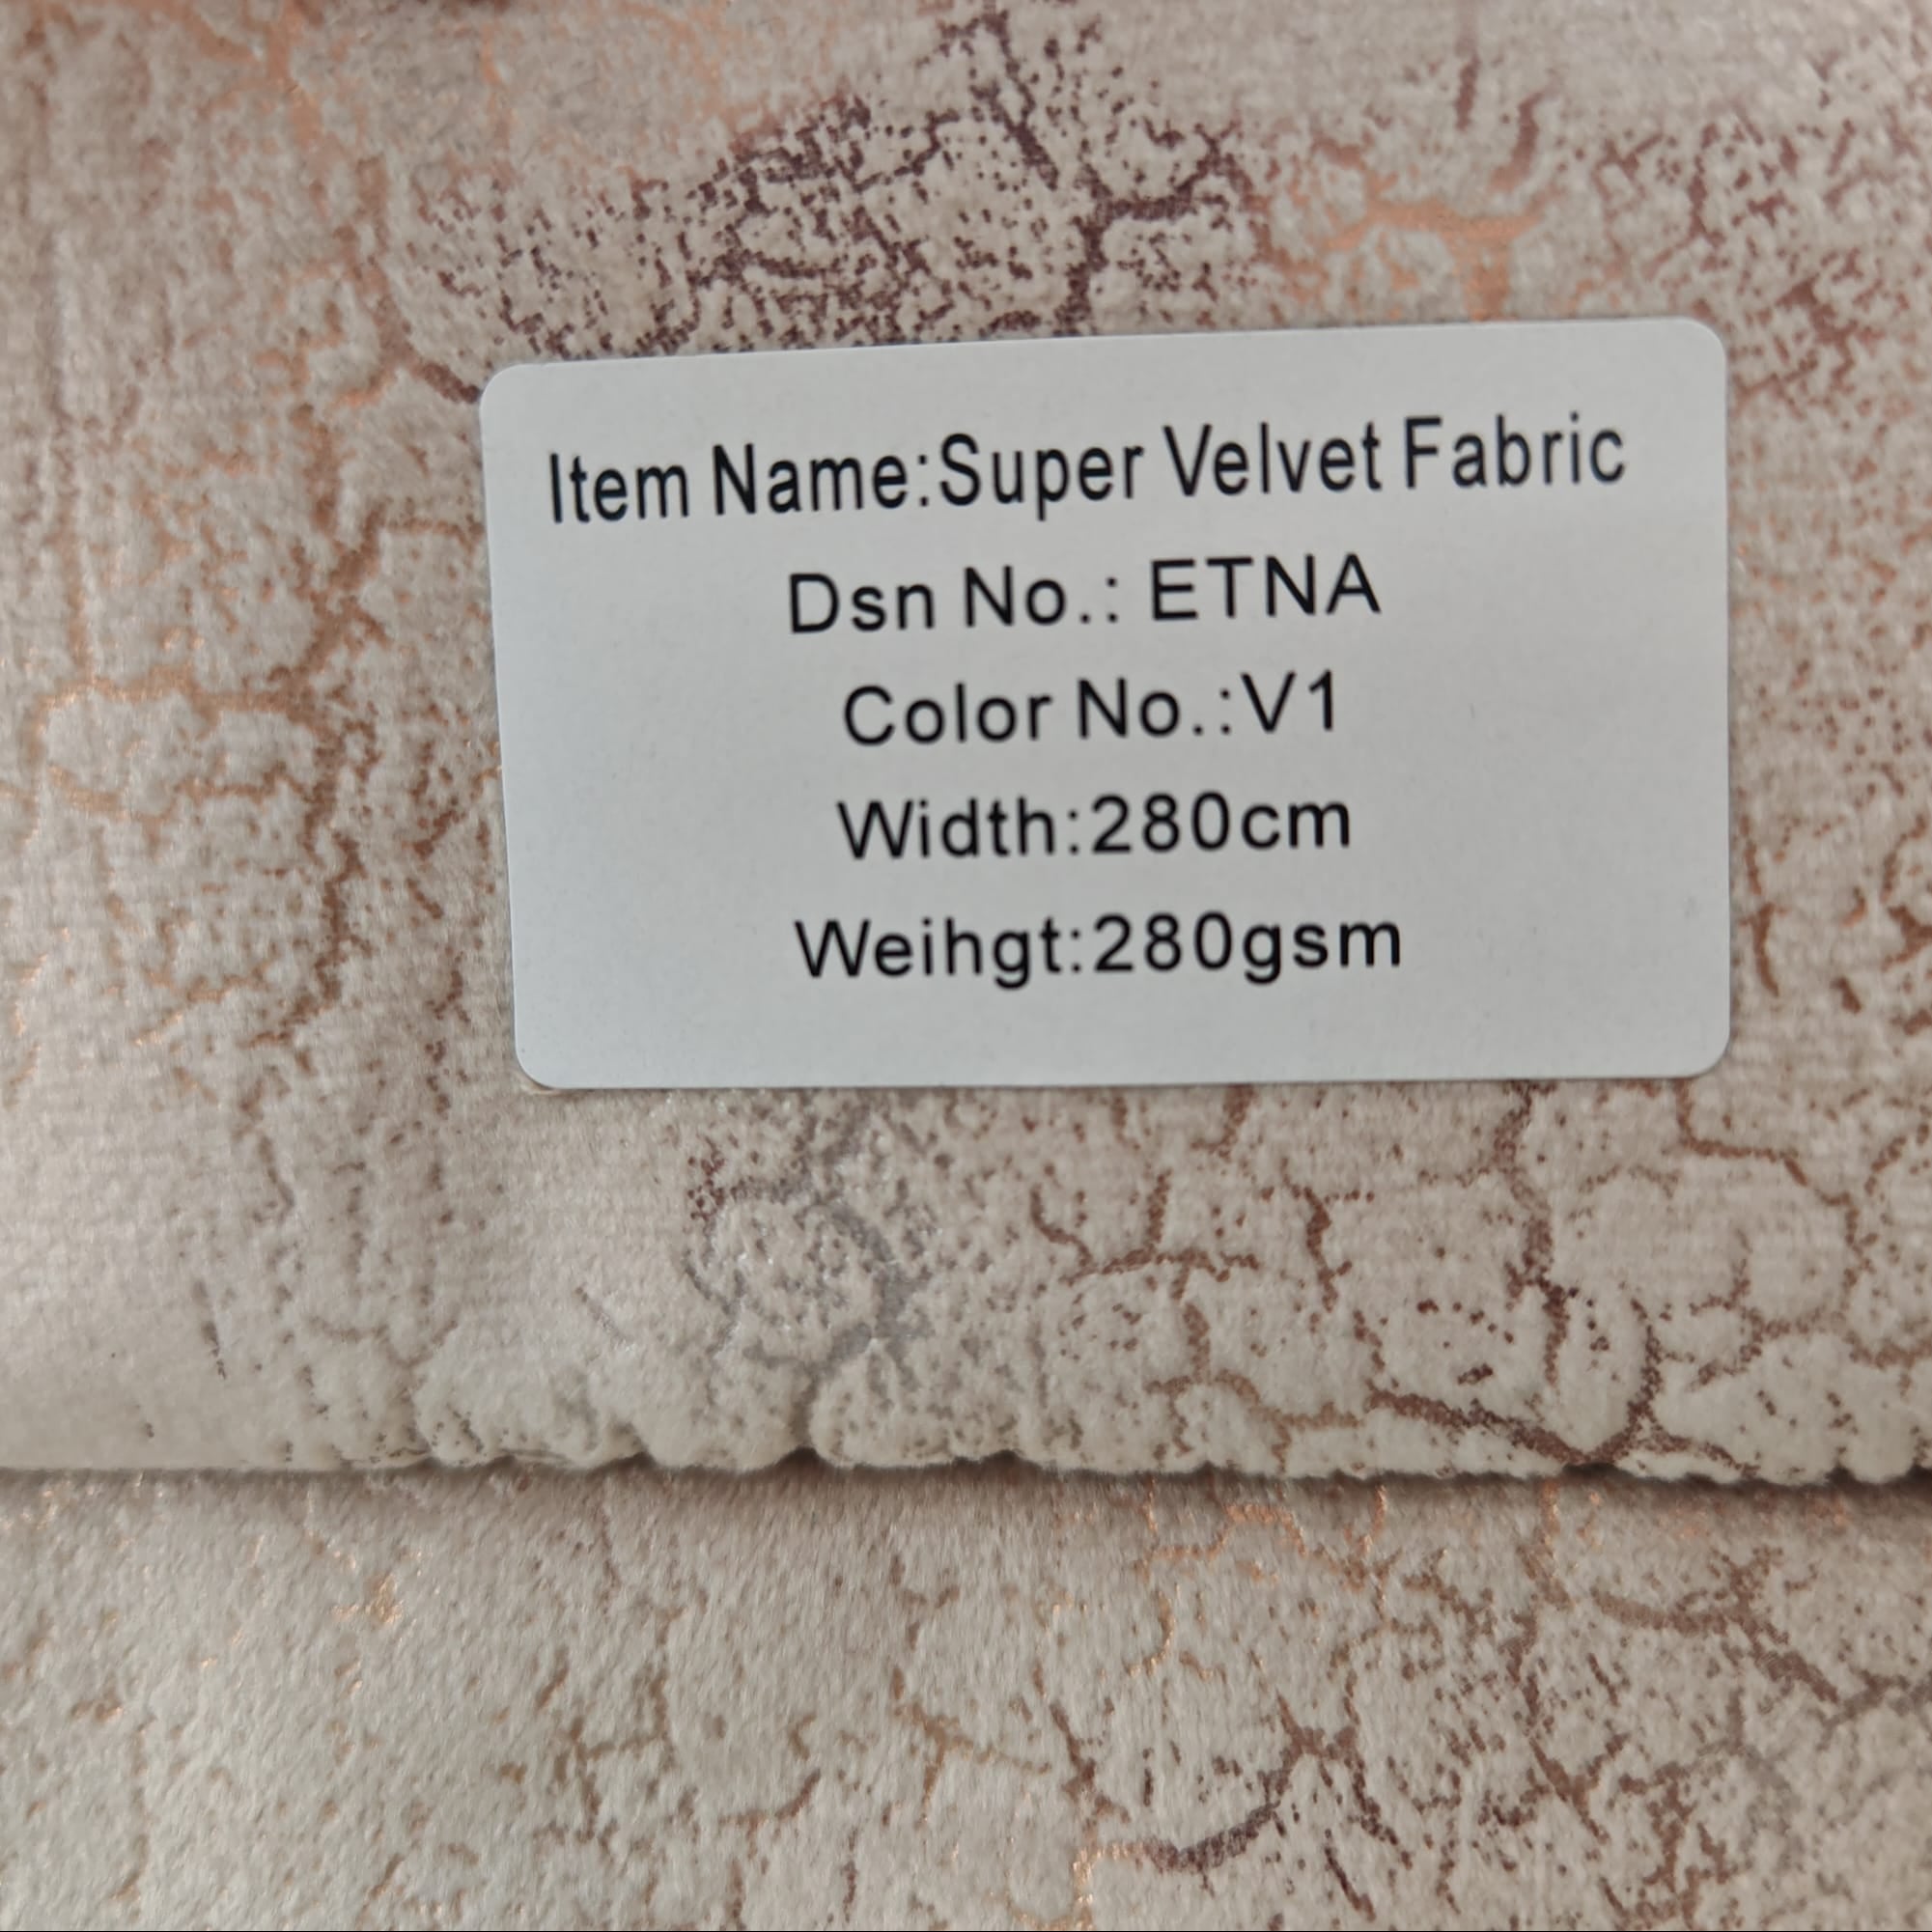 Item Name:Super Velvet Fabric
Dsn No.: ETNA
Color No.:V1
Width:280cm
Weihgt:280gsm